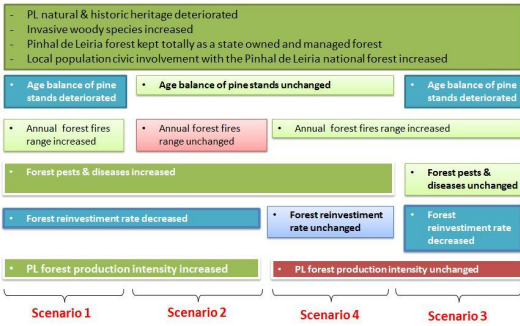 - PL natural & historic heritage deteriorated
- Invasive woody species increased
- Pinhal de Leiria forest kept totally as a state owned and managed forest
- Local population civic involvement with the Pinhal de Leiria national forest increased
• Age balance of pine
stands deteriorated
• Age balance of pine stands unchanged
• Age balance of pine
stands deteriorated
• Annual forest fires
range increased
• Annual forest fires
range unchanged
• Annual forest fires range increased
• Forest pests & diseases increased
• Forest pests &
diseases unchanged
• Forest reinvestment rate decreased
• Forest reinvestment
rate unchanged
• Forest
reinvestment rate
decreased
• PL forest production intensity increased
• PL forest production intensity unchanged
Scenario 1
Scenario 2
Scenario 4
Scenario 3